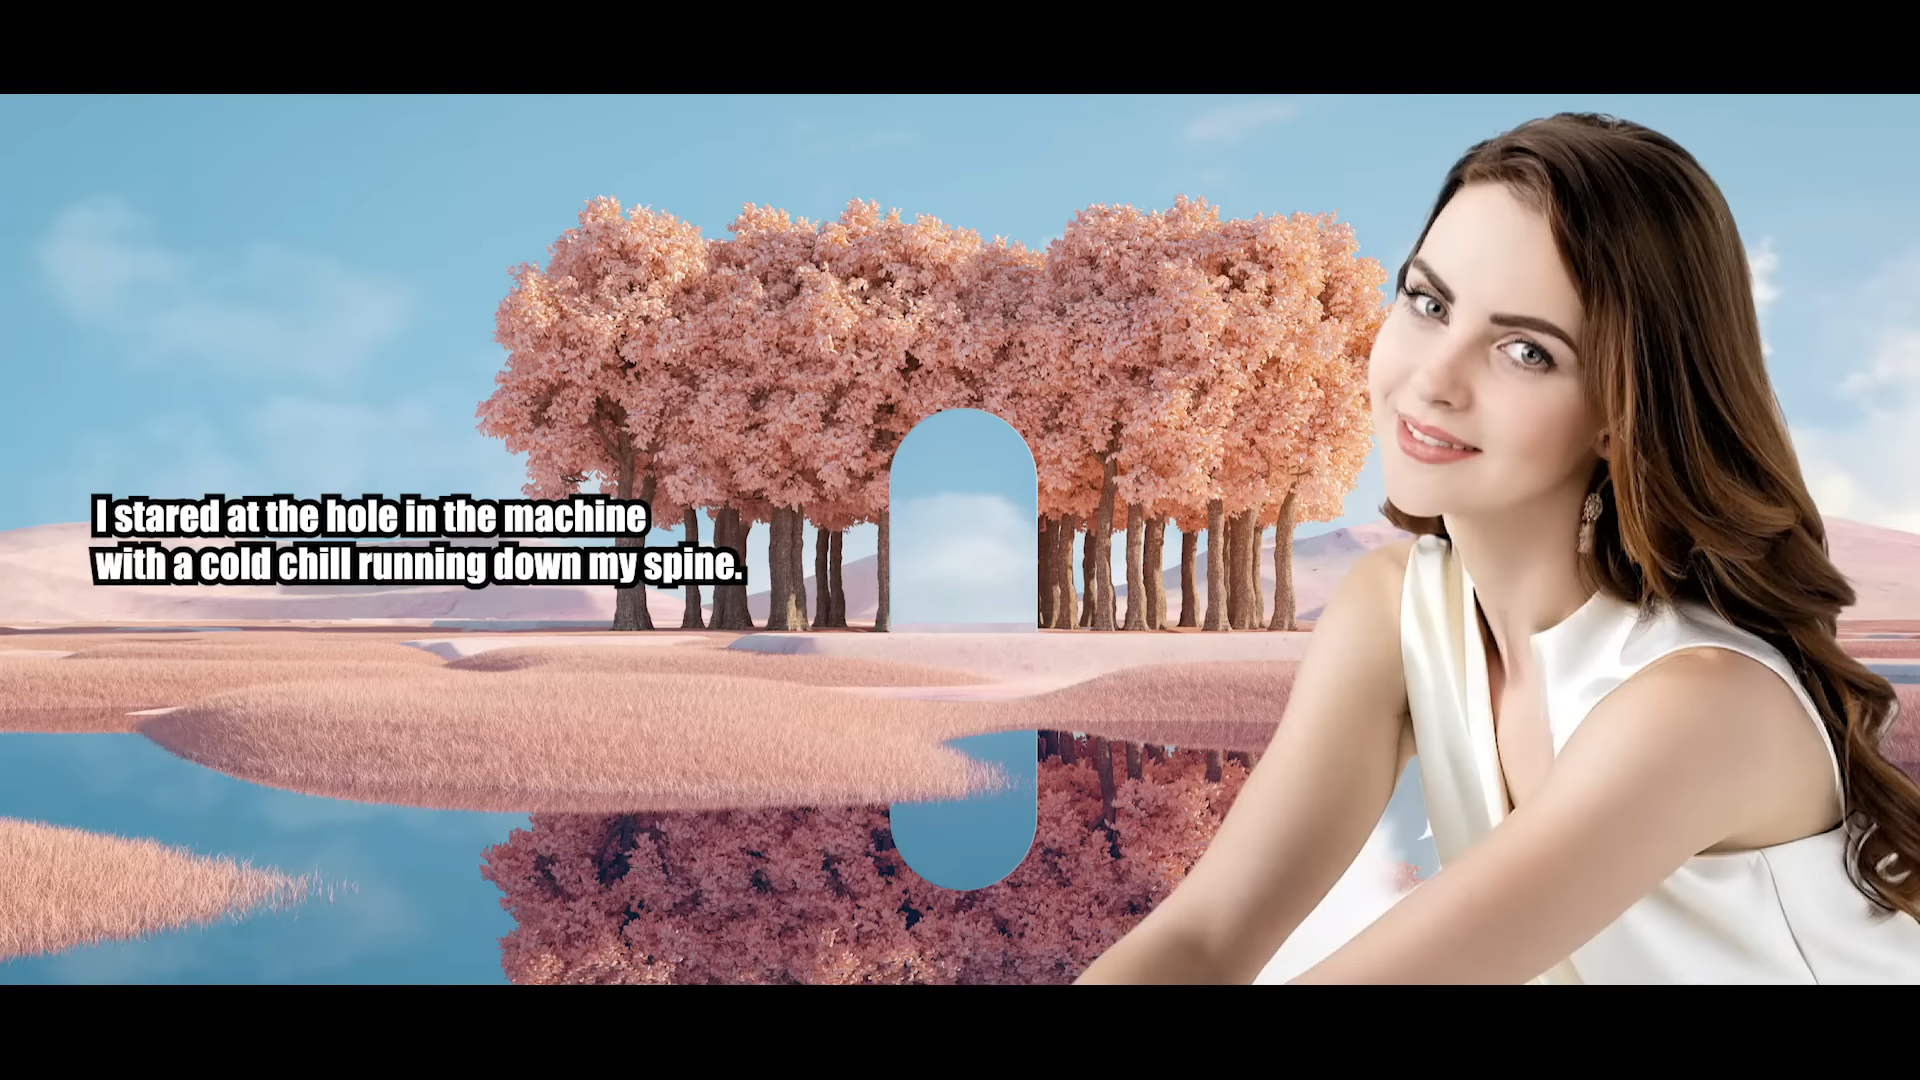 I stared at the hole in the machine
with a cold chill running down my spine.